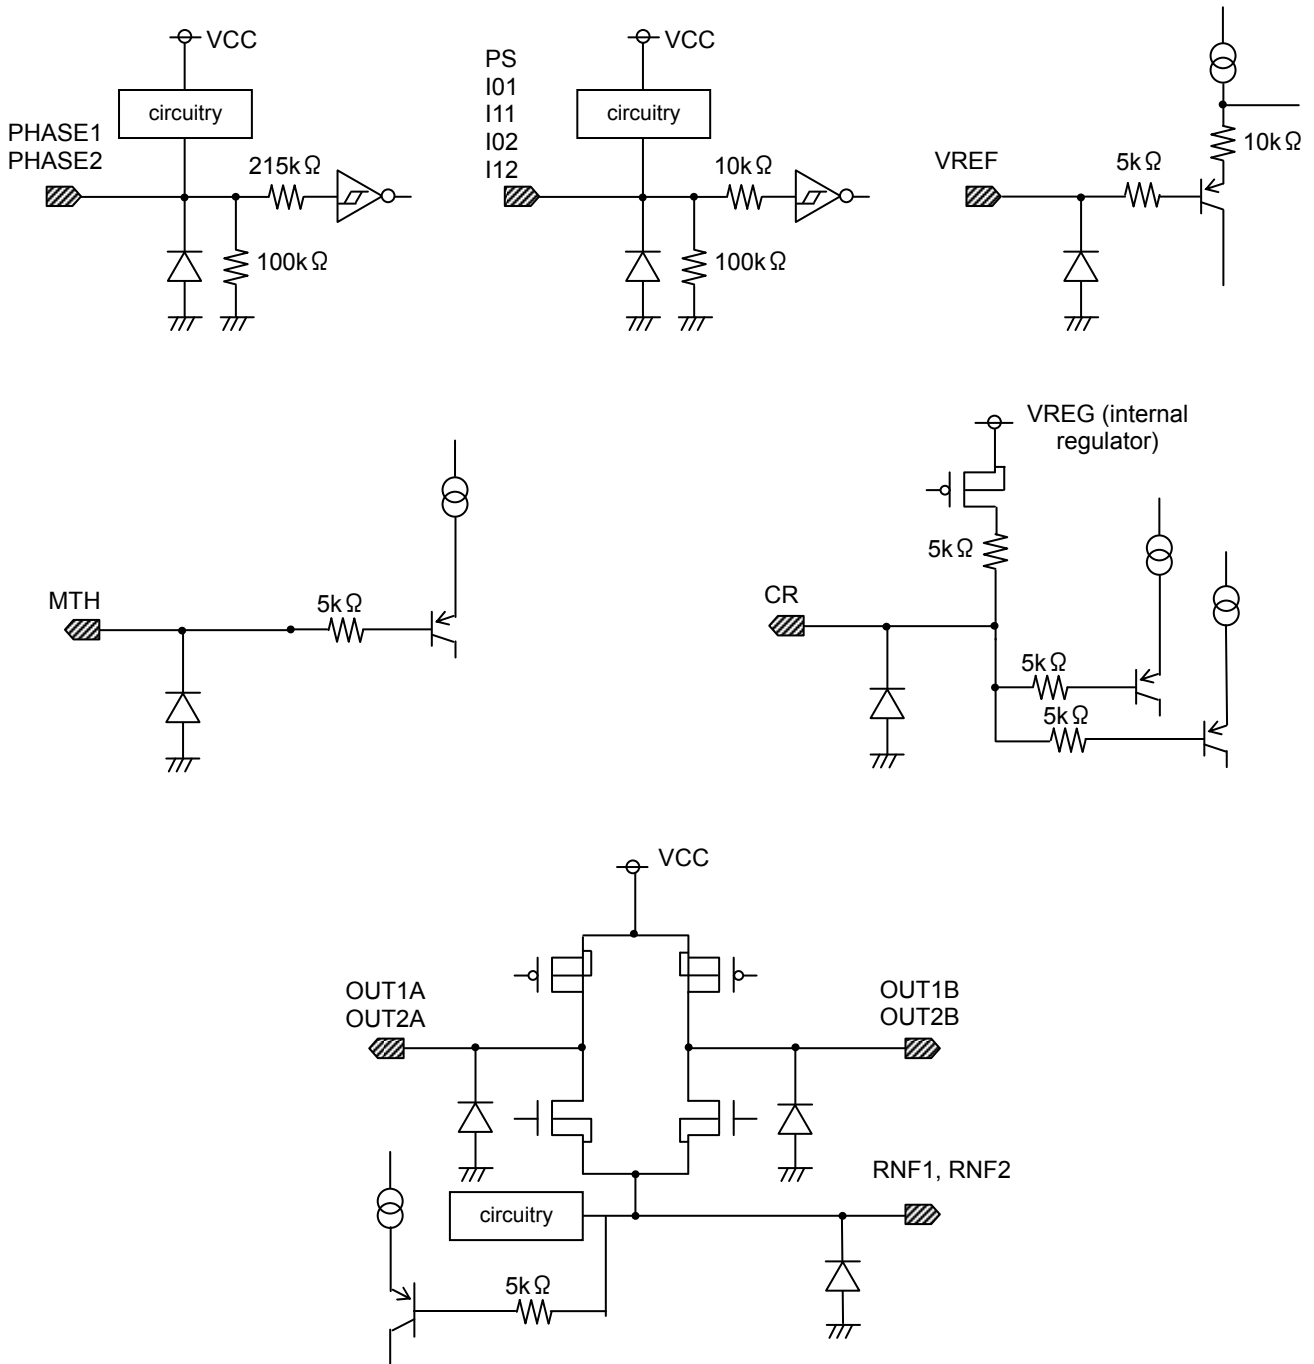 VCC
circuitry
PHASE1
PHASE2
215kΩ
100kΩ
VCC
PS
I01
I11
I02
I12
circuitry
10kΩ
100kΩ
VREF
5kΩ
10kΩ
MTH
5kΩ
VREG (internal
regulator)
5kΩ
CR
5kΩ
5kΩ
VCC
OUT1A
OUT2A
OUT1B
OUT2B
RNF1, RNF2
circuitry
5kΩ